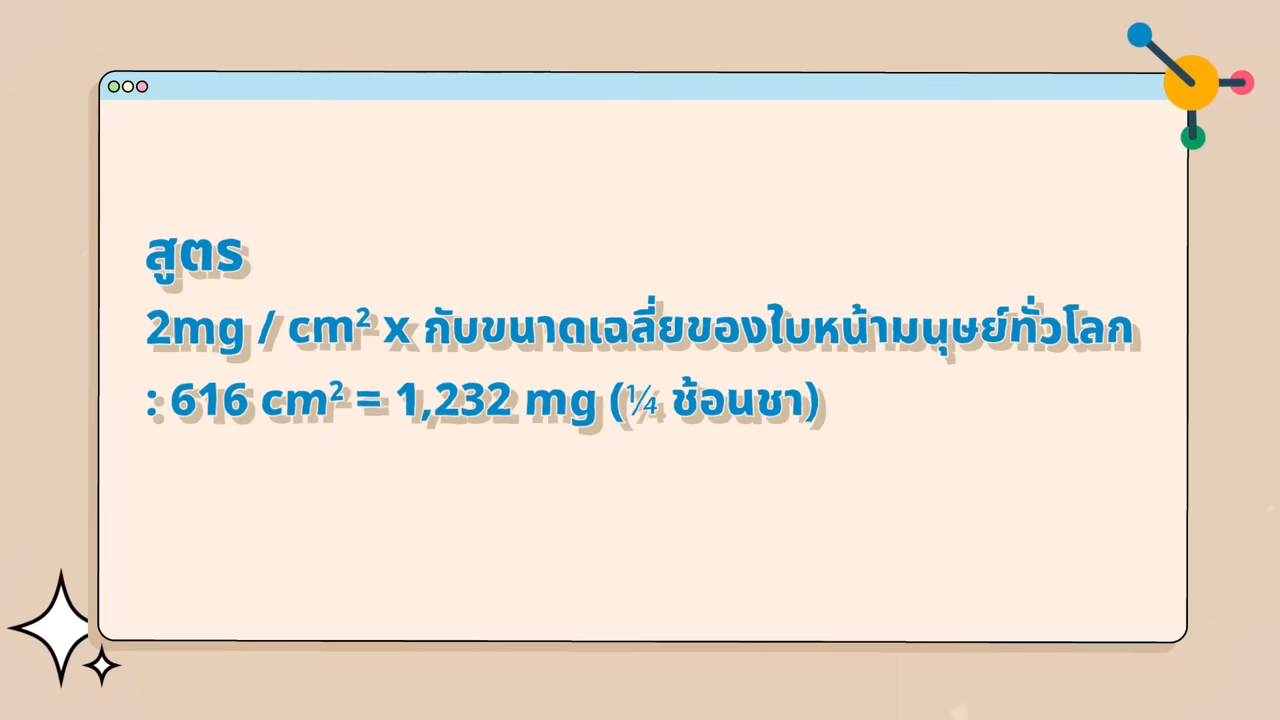 สูตร
2mg / cm² x กับขนาดเฉลี่ยของใบหน้ามนุษย์ทั่วโลก
: 616 cm² = 1,232 mg (¼ ช้อนชา)